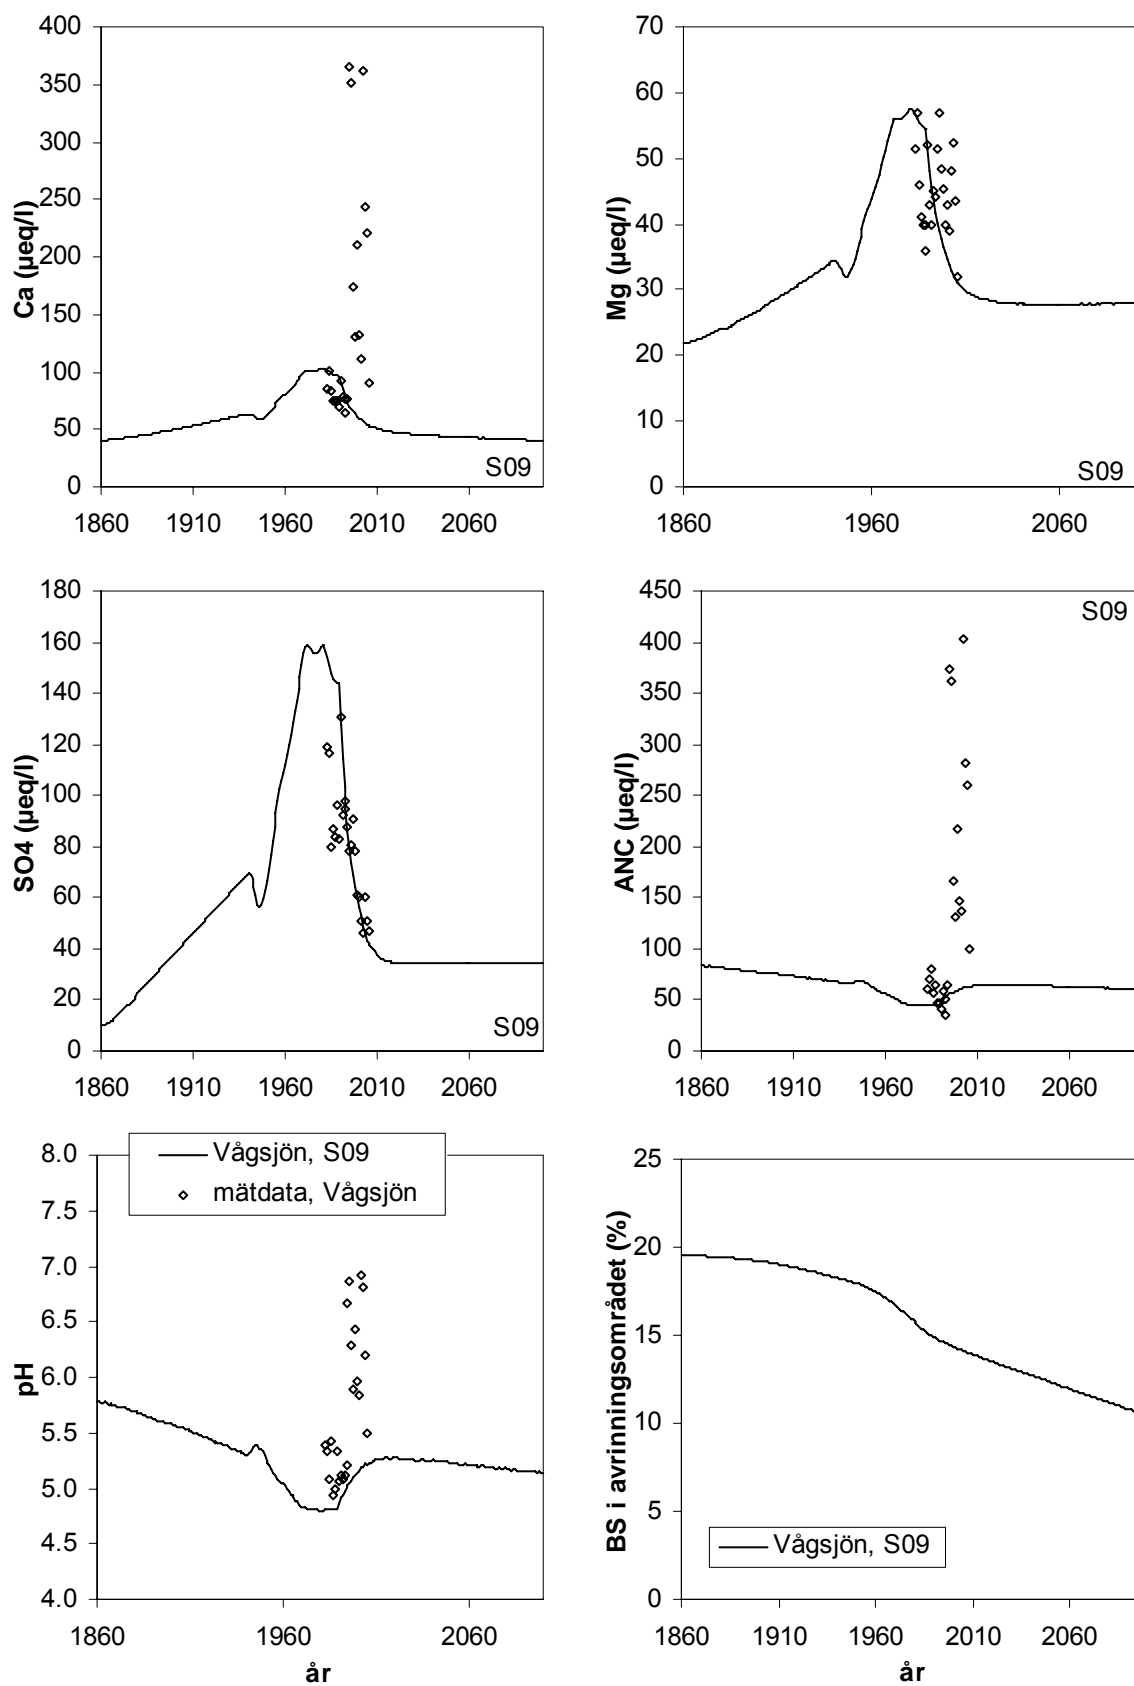 400
350
300
250
200
150
100
50
0
Ca (µeq/l)
S09
1860 1910 1960 2010 2060
70
60
50
40
30
20
10
0
Mg (µeq/l)
S09
1860 1960 2060
180
160
140
120
100
80
60
40
20
0
SO4 (µeq/l)
S09
1860 1910 1960 2010 2060
450
400
350
300
250
200
150
100
50
0
ANC (µeq/l)
S09
1860 1910 1960 2010 2060
8.0
7.5
7.0
6.5
6.0
5.5
5.0
4.5
4.0
pH
Vågsjön, S09
mätdata, Vågsjön
1860 1960 2060
år
25
20
15
10
5
0
BS i avrinningsområdet (%)
Vågsjön, S09
1860 1910 1960 2010 2060
år